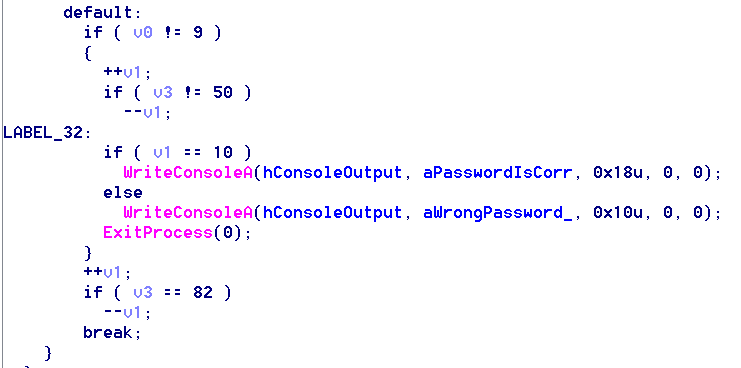 default:
if ( v0 != 9 )
{
++v1;
if ( v3 != 50 )
--v1;
LABEL_32:
if ( v1 == 10 )
WriteConsoleA(hConsoleOutput, aPasswordIsCorr, 0x18u, 0, 0);
else
WriteConsoleA(hConsoleOutput, aWrongPassword_, 0x10u, 0, 0);
ExitProcess(0);
}
++v1;
if ( v3 == 82 )
--v1;
break;
}